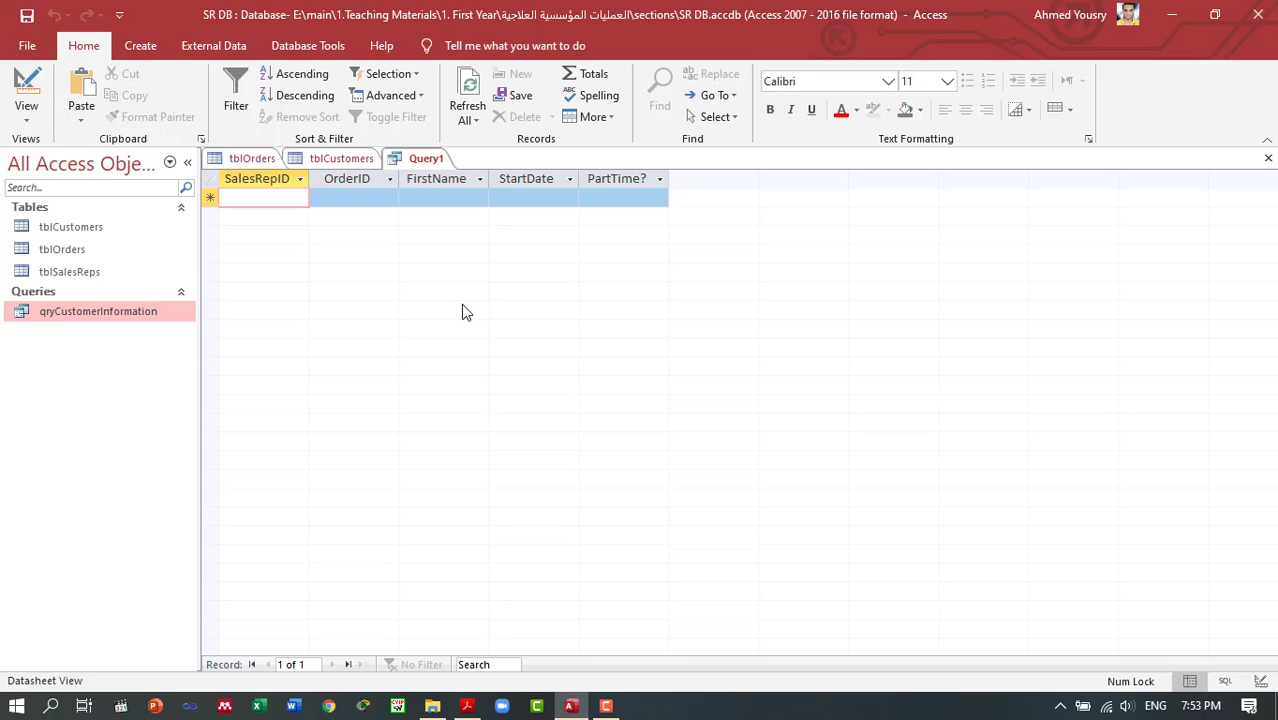 SR DB : Database- E:\main\1.Teaching Materials\1. First Year\العمليات المؤسسية العلاجية\sections\SR DB.accdb (Access 2007 - 2016 file format) - Access
Ahmed Yousry
File Home Create External Data Database Tools Help Tell me what you want to do
View
Views
Paste
Cut
Copy
Format Painter
Clipboard
Filter
Ascending
Descending
Remove Sort
Selection
Advanced
Toggle Filter
Sort & Filter
Refresh All
New
Save
Delete
Totals
Spelling
More
Records
Find
Replace
Go To
Select
Find
Calibri 11
B I U A
Text Formatting
All Access Obje...
Search...
Tables
tblCustomers
tblOrders
tblSalesReps
Queries
qryCustomerInformation
tblOrders tblCustomers Query1
SalesRepID OrderID FirstName StartDate PartTime?
Record: 1 of 1 No Filter Search
Datasheet View
Num Lock
SQL
ENG 7:53 PM